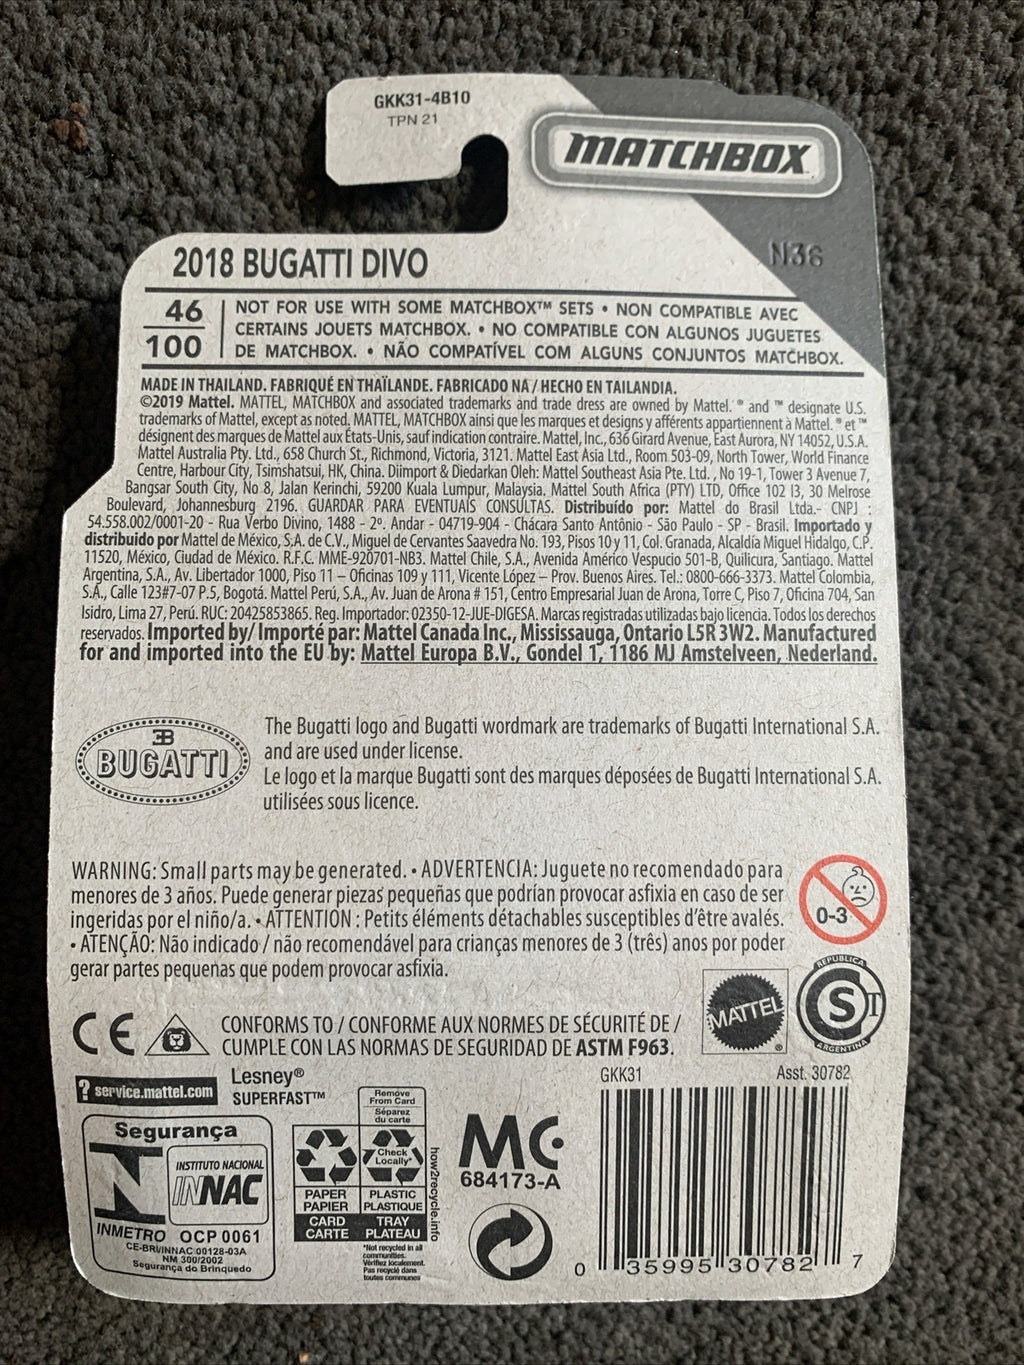 GKK31-4B10
TPN 21
MATCHBOX
N36
2018 BUGATTI DIVO
46
100
NOT FOR USE WITH SOME MATCHBOX™ SETS • NON COMPATIBLE AVEC
CERTAINS JOUETS MATCHBOX. • NO COMPATIBLE CON ALGUNOS JUGUETES
DE MATCHBOX. • NÃO COMPATÍVEL COM ALGUNS CONJUNTOS MATCHBOX.
MADE IN THAILAND. FABRIQUÉ EN THAÏLANDE. FABRICADO NA / HECHO EN TAILANDIA.
©2019 Mattel. MATTEL, MATCHBOX and associated trademarks and trade dress are owned by Mattel. ® and ™ designate U.S.
trademarks of Mattel, except as noted. MATTEL, MATCHBOX ainsi que les marques et designs y afférents appartiennent à Mattel. ® et ™
désignent des marques de Mattel aux États-Unis, sauf indication contraire. Mattel, Inc., 636 Girard Avenue, East Aurora, NY 14052, U.S.A.
Mattel Australia Pty. Ltd., 658 Church St., Richmond, Victoria, 3121. Mattel East Asia Ltd., Room 503-09, North Tower, World Finance
Centre, Harbour City, Tsimshatsui, HK, China. Diimport & Diedarkan Oleh: Mattel Southeast Asia Pte. Ltd., No 19-1, Tower 3 Avenue 7,
Bangsar South City, No 8, Jalan Kerinchi, 59200 Kuala Lumpur, Malaysia. Mattel South Africa (PTY) LTD, Office 102 I3, 30 Melrose
Boulevard, Johannesburg 2196. GUARDAR PARA EVENTUAIS CONSULTAS. Distribuído por: Mattel do Brasil Ltda.- CNPJ :
54.558.002/0001-20 - Rua Verbo Divino, 1488 - 2º. Andar - 04719-904 - Chácara Santo Antônio - São Paulo - SP - Brasil. Importado y
distribuido por Mattel de México, S.A. de C.V., Miguel de Cervantes Saavedra No. 193, Pisos 10 y 11, Col. Granada, Alcaldía Miguel Hidalgo, C.P.
11520, México, Ciudad de México. R.F.C. MME-920701-NB3. Mattel Chile, S.A., Avenida Américo Vespucio 501-B, Quilicura, Santiago. Mattel
Argentina, S.A., Av. Libertador 1000, Piso 11 – Oficinas 109 y 111, Vicente López – Prov. Buenos Aires. Tel.: 0800-666-3373. Mattel Colombia,
S.A., Calle 123#7-07 P.5, Bogotá. Mattel Perú, S.A., Av. Juan de Arona # 151, Centro Empresarial Juan de Arona, Torre C, Piso 7, Oficina 704, San
Isidro, Lima 27, Perú. RUC: 20425853865. Reg. Importador: 02350-12-JUE-DIGESA. Marcas registradas utilizadas bajo licencia. Todos los derechos
reservados. Imported by/ Importé par: Mattel Canada Inc., Mississauga, Ontario L5R 3W2. Manufactured
for and imported into the EU by: Mattel Europa B.V., Gondel 1, 1186 MJ Amstelveen, Nederland.
EB
BUGATTI
The Bugatti logo and Bugatti wordmark are trademarks of Bugatti International S.A.
and are used under license.
Le logo et la marque Bugatti sont des marques déposées de Bugatti International S.A.
utilisées sous licence.
WARNING: Small parts may be generated. • ADVERTENCIA: Juguete no recomendado para
menores de 3 años. Puede generar piezas pequeñas que podrían provocar asfixia en caso de ser
ingeridas por el niño/a. • ATTENTION : Petits éléments détachables susceptibles d'être avalés.
• ATENÇÃO: Não indicado / não recomendável para crianças menores de 3 (três) anos por poder
gerar partes pequenas que podem provocar asfixia.
0-3
CE
CONFORMS TO / CONFORME AUX NORMES DE SÉCURITÉ DE /
CUMPLE CON LAS NORMAS DE SEGURIDAD DE ASTM F963.
MATTEL®
REPUBLICA
S
ARGENTINA
? service.mattel.com
Lesney®
SUPERFAST™
Segurança
INSTITUTO NACIONAL
INNAC
INMETRO OCP 0061
CE-BRI/INNAC 00128-03A
NM 300/2002
Segurança do Brinquedo
Remove
From Card
Séparez
du carte
Check
Locally*
PAPER
PAPIER
PLASTIC
PLASTIQUE
CARD
CARTE
TRAY
PLATEAU
*Not recycled in all
communities.
Vérifiez localement.
Pas recyclé dans
toutes communes
how2recycle.info
MC
684173-A
GKK31
Asst. 30782
0 35995 30782 7